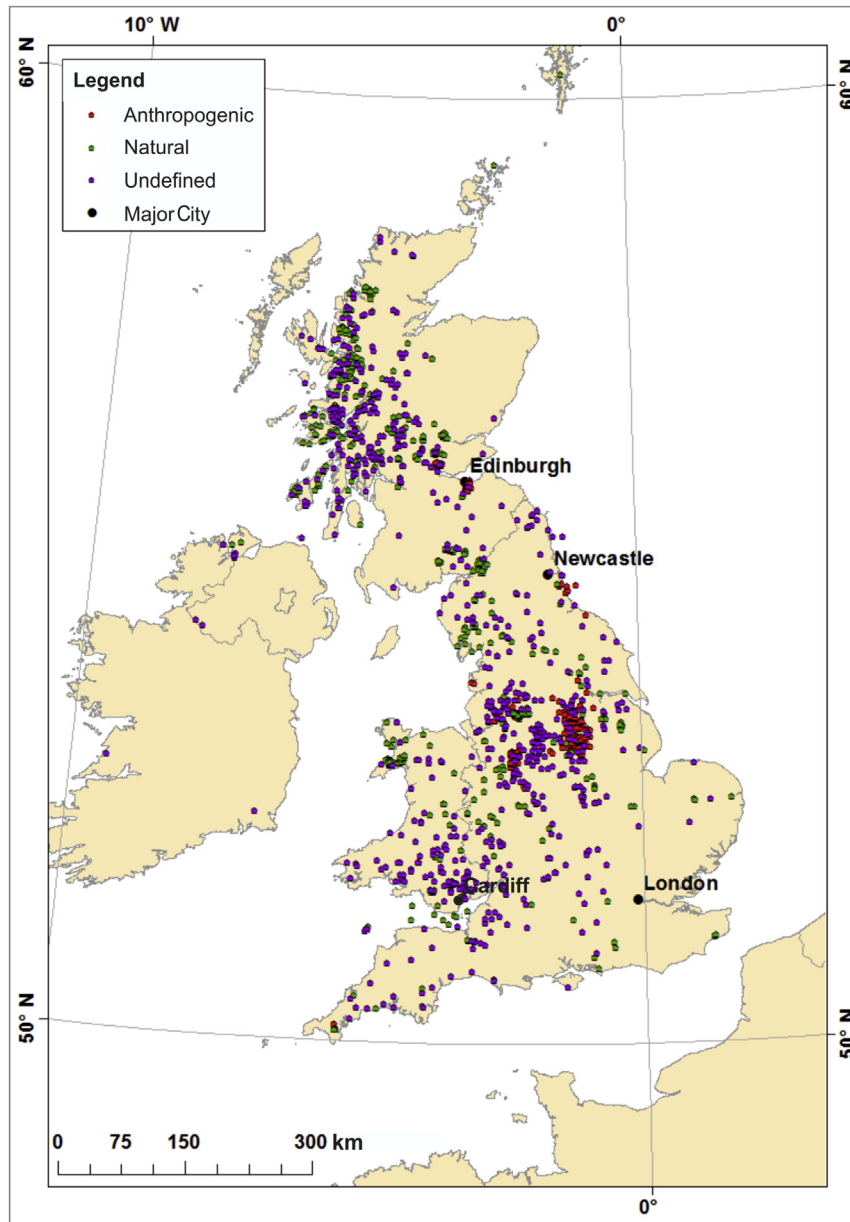 10° W
0°
60° N
60° N
Legend
Anthropogenic
Natural
Undefined
Major City
Edinburgh
Newcastle
Cardiff
London
50° N
50° N
0 75 150 300 km
0°